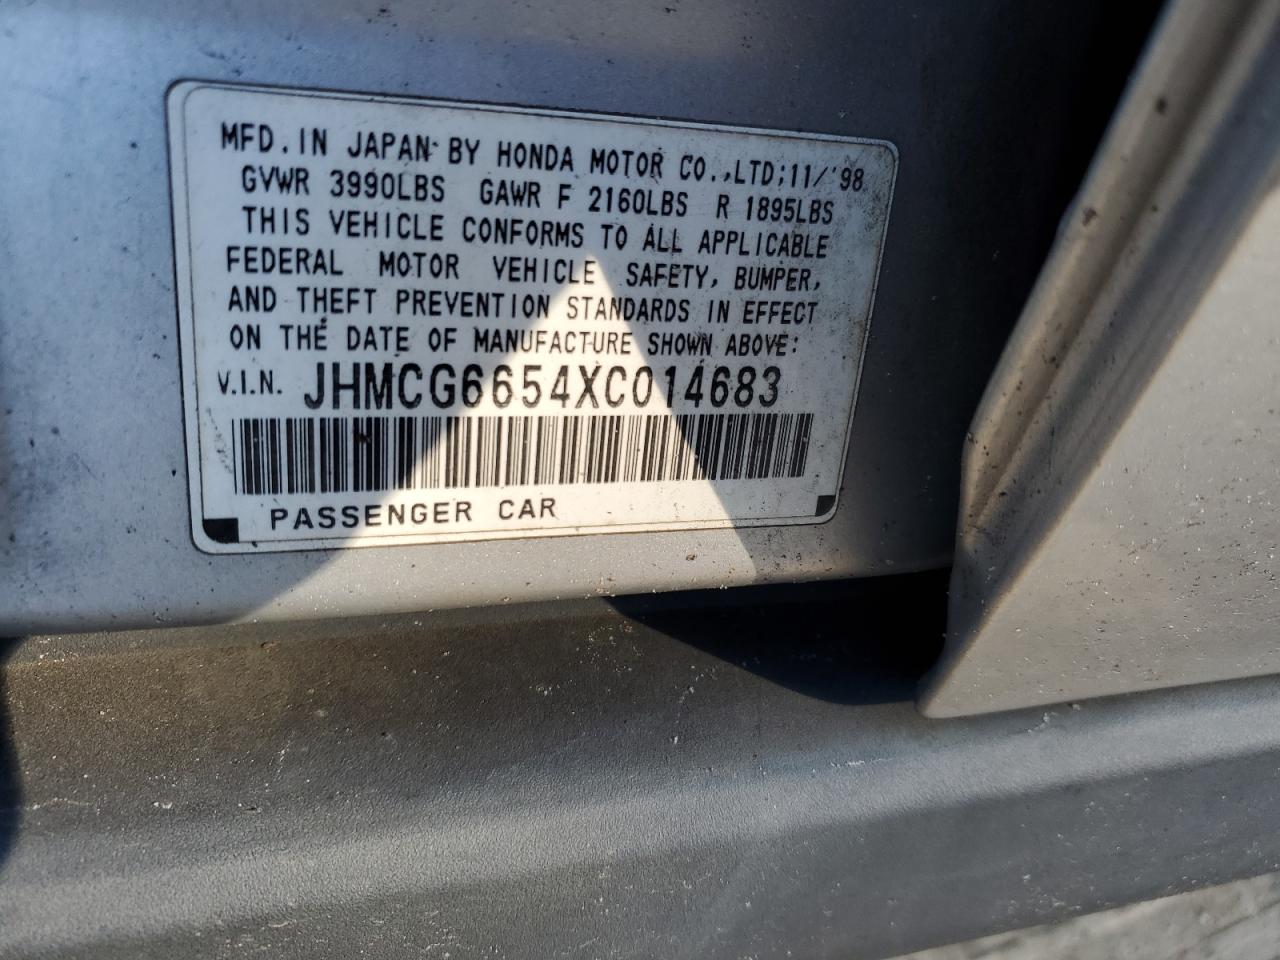 MFD. IN JAPAN BY HONDA MOTOR CO.,LTD;11/'98
GVWR 3990LBS GAWR F 2160LBS R 1895LBS
THIS VEHICLE CONFORMS TO ALL APPLICABLE
FEDERAL MOTOR VEHICLE SAFETY, BUMPER,
AND THEFT PREVENTION STANDARDS IN EFFECT
ON THE DATE OF MANUFACTURE SHOWN ABOVE:
V.I.N. JHMCG6654XC014683
PASSENGER CAR